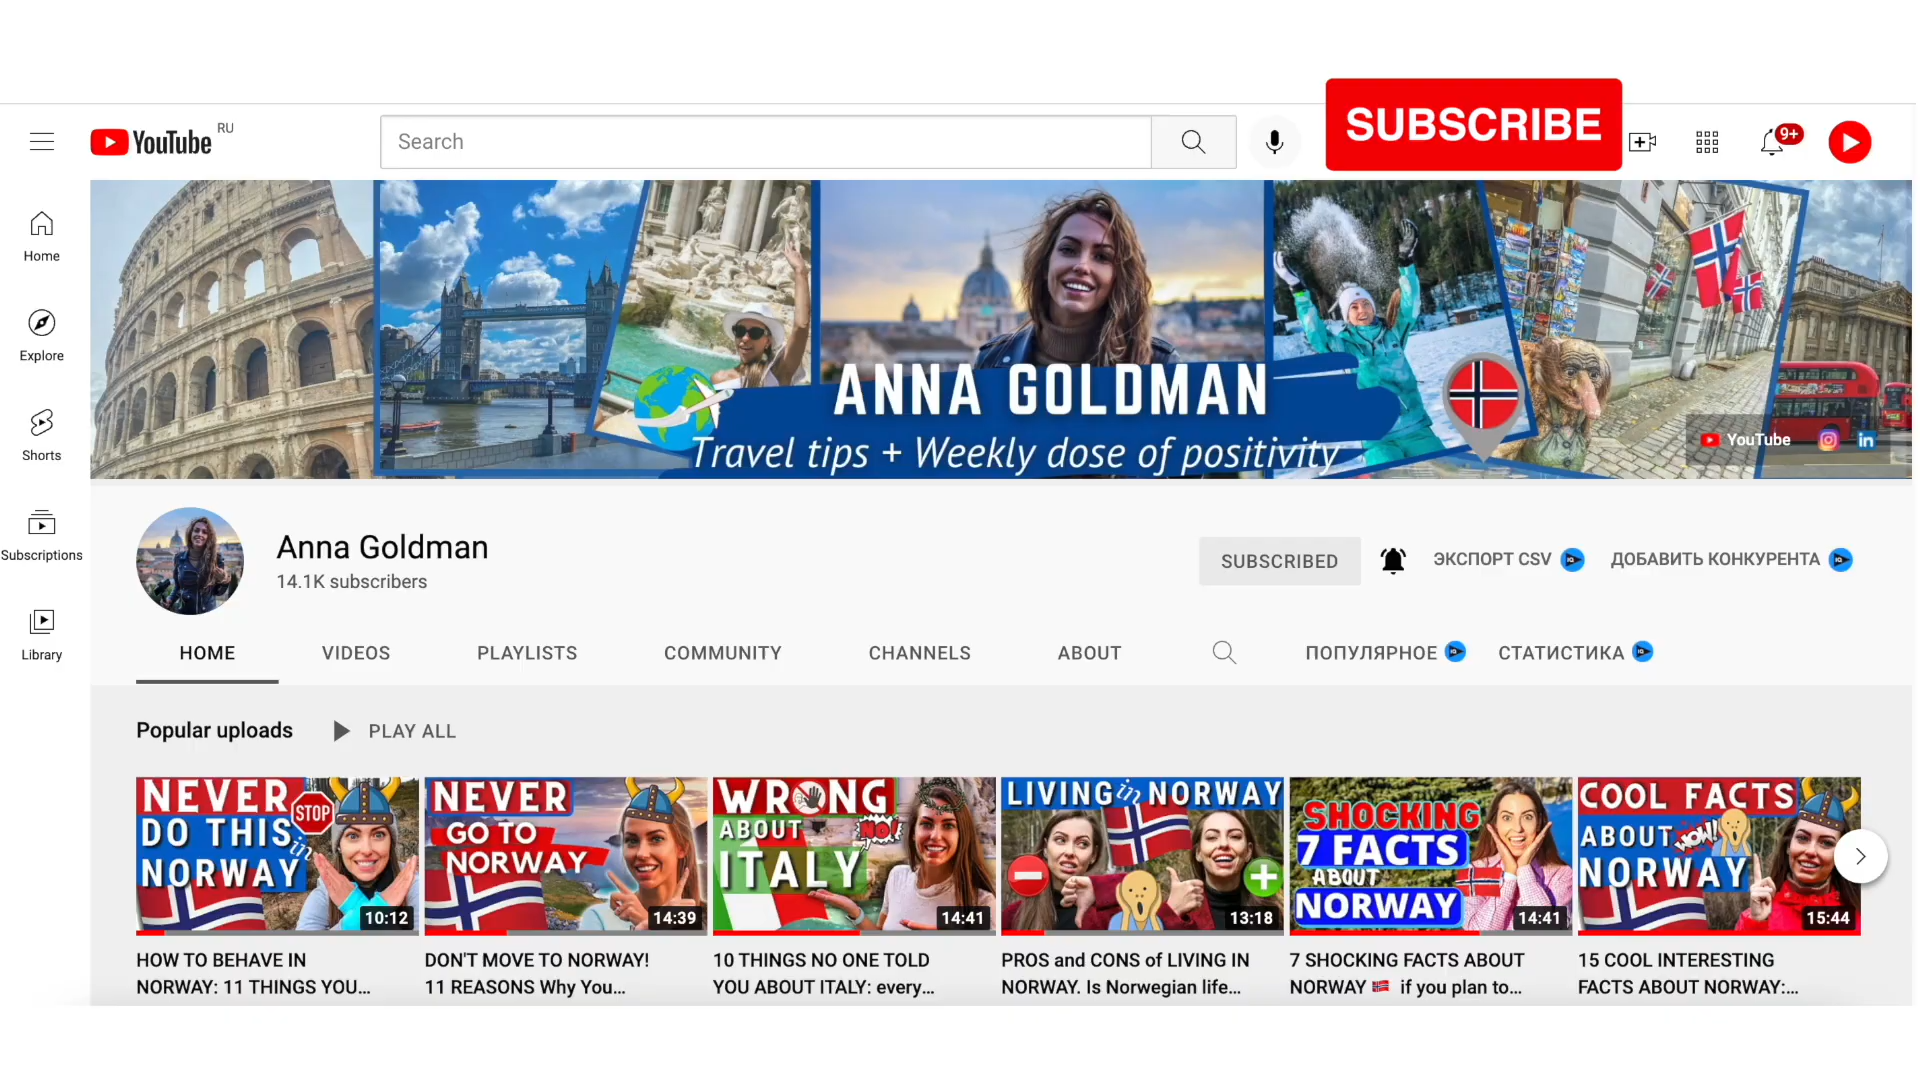 SUBSCRIBE
YouTube RU
Search
9+
Home
Explore
Shorts
Subscriptions
Library
ANNA GOLDMAN
Travel tips + Weekly dose of positivity
YouTube
in
Anna Goldman
14.1K subscribers
SUBSCRIBED
ЭКСПОРТ CSV
ДОБАВИТЬ КОНКУРЕНТА
HOME VIDEOS PLAYLISTS COMMUNITY CHANNELS ABOUT ПОПУЛЯРНОЕ СТАТИСТИКА
Popular uploads PLAY ALL
NEVER
STOP
DO THIS
in
NORWAY
10:12
HOW TO BEHAVE IN
NORWAY: 11 THINGS YOU...
NEVER
GO TO
NORWAY
14:39
DON'T MOVE TO NORWAY!
11 REASONS Why You...
WRONG
ABOUT
NO!
ITALY
14:41
10 THINGS NO ONE TOLD
YOU ABOUT ITALY: every...
LIVING in NORWAY
13:18
PROS and CONS of LIVING IN
NORWAY. Is Norwegian life...
SHOCKING
7 FACTS
ABOUT
NORWAY
14:41
7 SHOCKING FACTS ABOUT
NORWAY 🇳🇴 if you plan to...
COOL FACTS
ABOUT
WOW!
NORWAY
15:44
15 COOL INTERESTING
FACTS ABOUT NORWAY:...